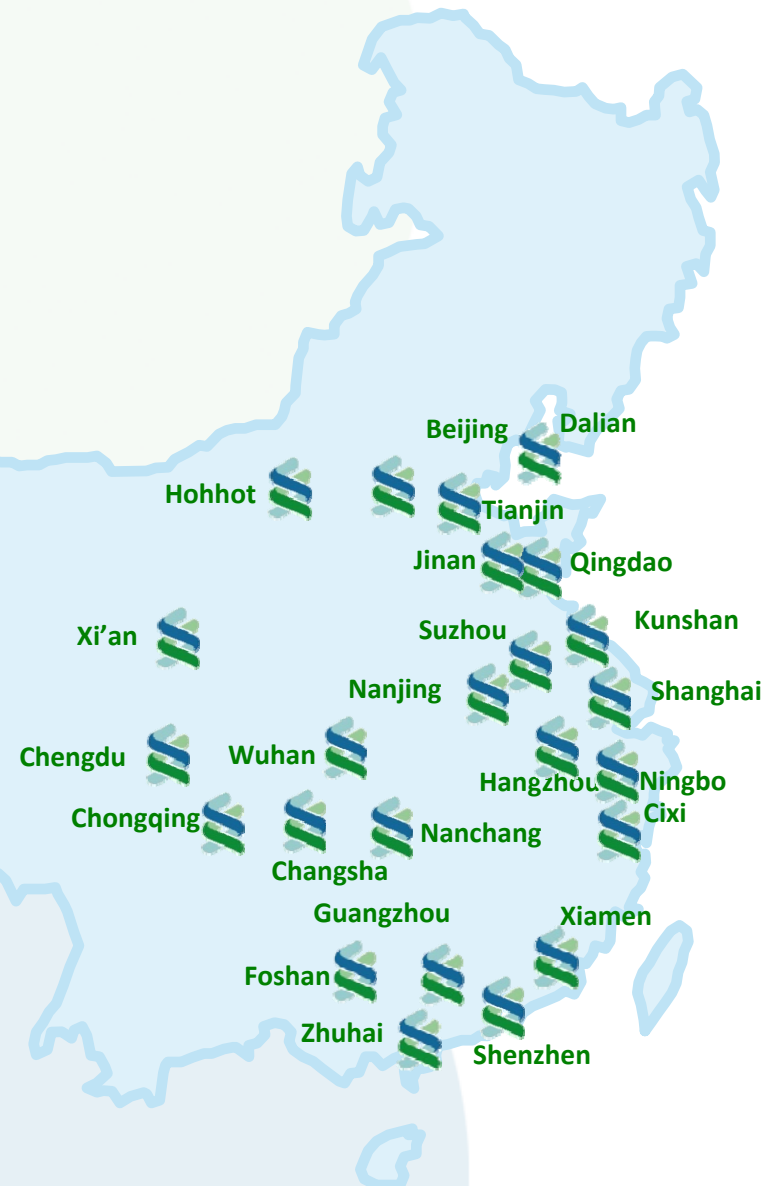 Dalian
Beijing
Hohhot
Tianjin
Jinan
Qingdao
Kunshan
Suzhou
Xi’an
Nanjing
Shanghai
Wuhan
Chengdu
Hangzhou
Ningbo
Cixi
Chongqing
Nanchang
Changsha
Guangzhou
Xiamen
Foshan
Zhuhai
Shenzhen